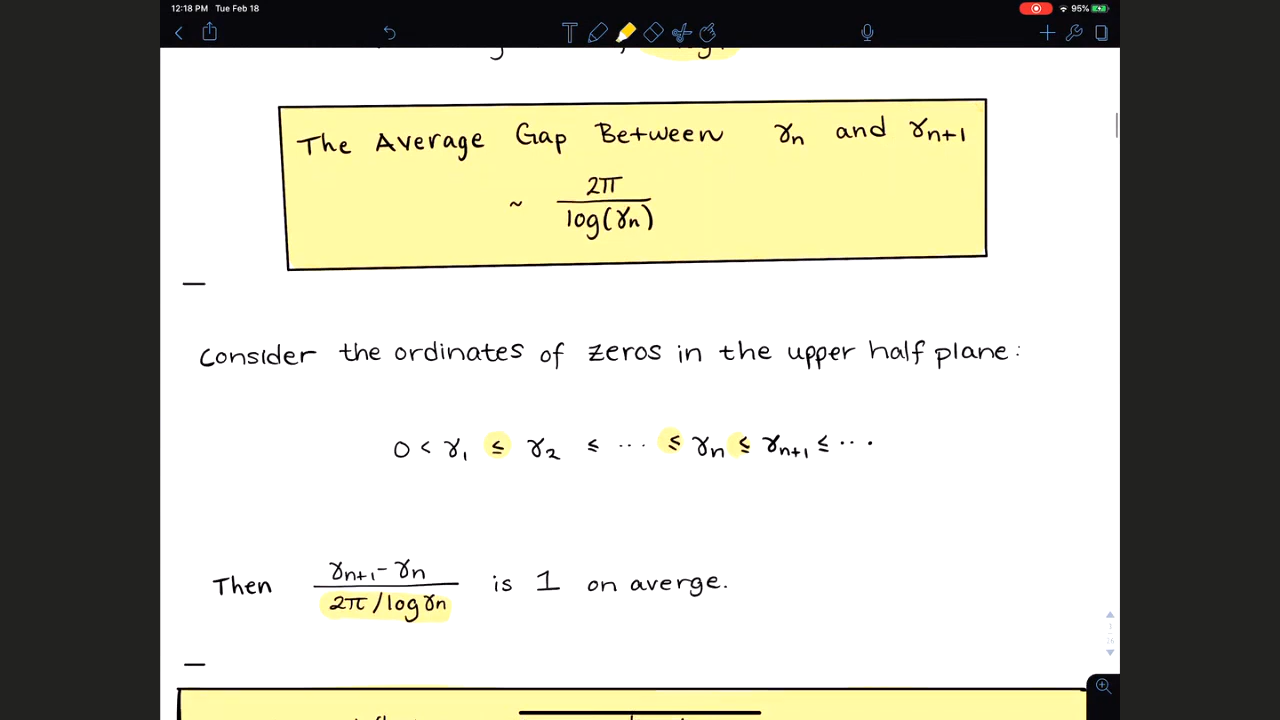 12:18 PM Tue Feb 18
95%
The Average Gap Between γn and γn+1
~ 2π / log(γn)
Consider the ordinates of zeros in the upper half plane:
0 < γ1 ≤ γ2 ≤ ··· ≤ γn ≤ γn+1 ≤ ···
Then (γn+1 - γn) / (2π / log γn) is 1 on averge.